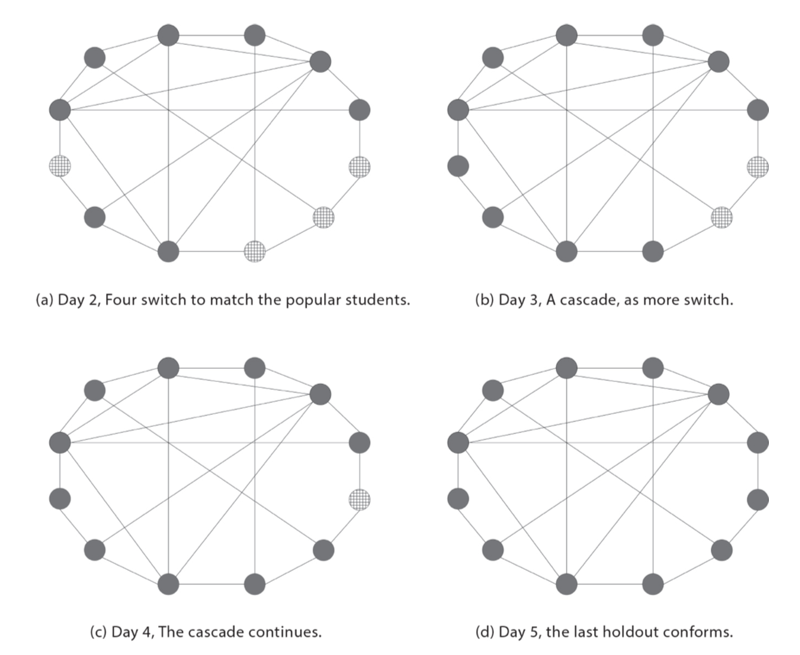 (a) Day 2, Four switch to match the popular students.
(b) Day 3, A cascade, as more switch.
(c) Day 4, The cascade continues.
(d) Day 5, the last holdout conforms.